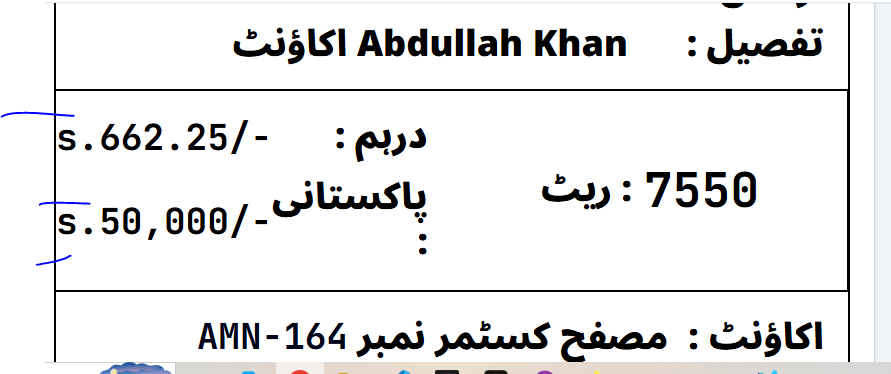 تفصیل : Abdullah Khan اکاؤنٹ
درہم : s.662.25/-
ریٹ : 7550
پاکستانی : s.50,000/-
اکاؤنٹ : مصفح کسٹمر نمبر AMN-164